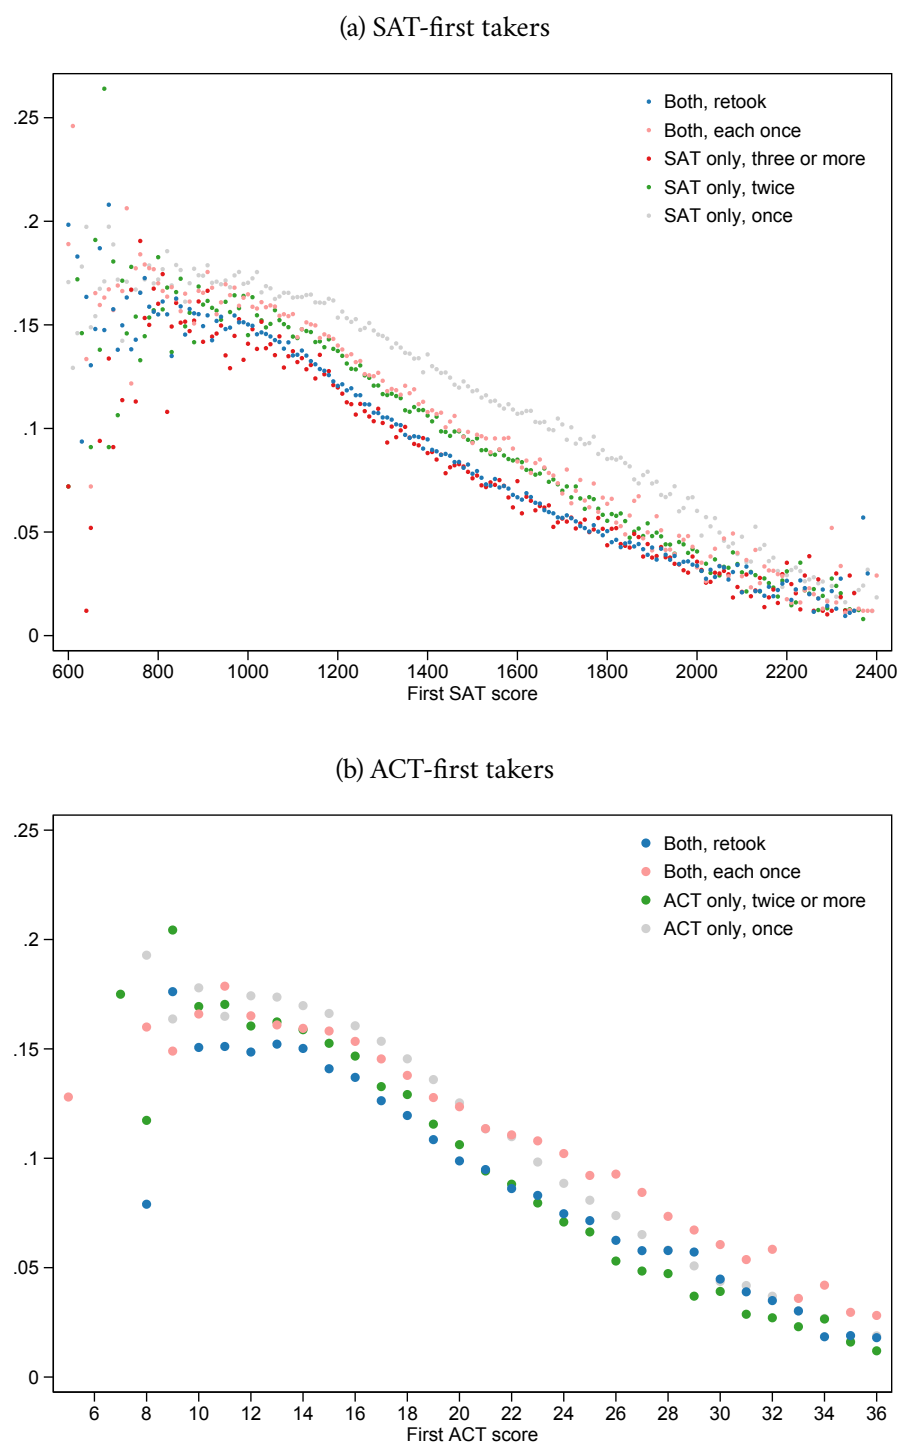 (a) SAT-first takers
.25
.2
.15
.1
.05
0
Both, retook
Both, each once
SAT only, three or more
SAT only, twice
SAT only, once
600 800 1000 1200 1400 1600 1800 2000 2200 2400
First SAT score
(b) ACT-first takers
.25
.2
.15
.1
.05
0
Both, retook
Both, each once
ACT only, twice or more
ACT only, once
6 8 10 12 14 16 18 20 22 24 26 28 30 32 34 36
First ACT score